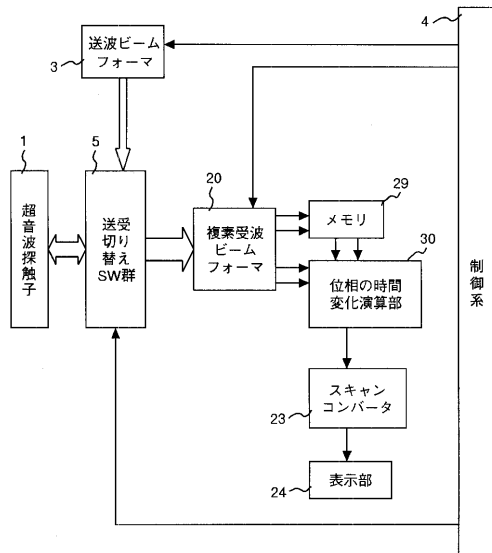 4
送波ビーム
フォーマ
3
1
超音波探触子
5
送受
切り
替え
SW群
20
複素受波
ビーム
フォーマ
29
メモリ
30
位相の時間
変化演算部
制御系
スキャン
コンバータ
23
表示部
24